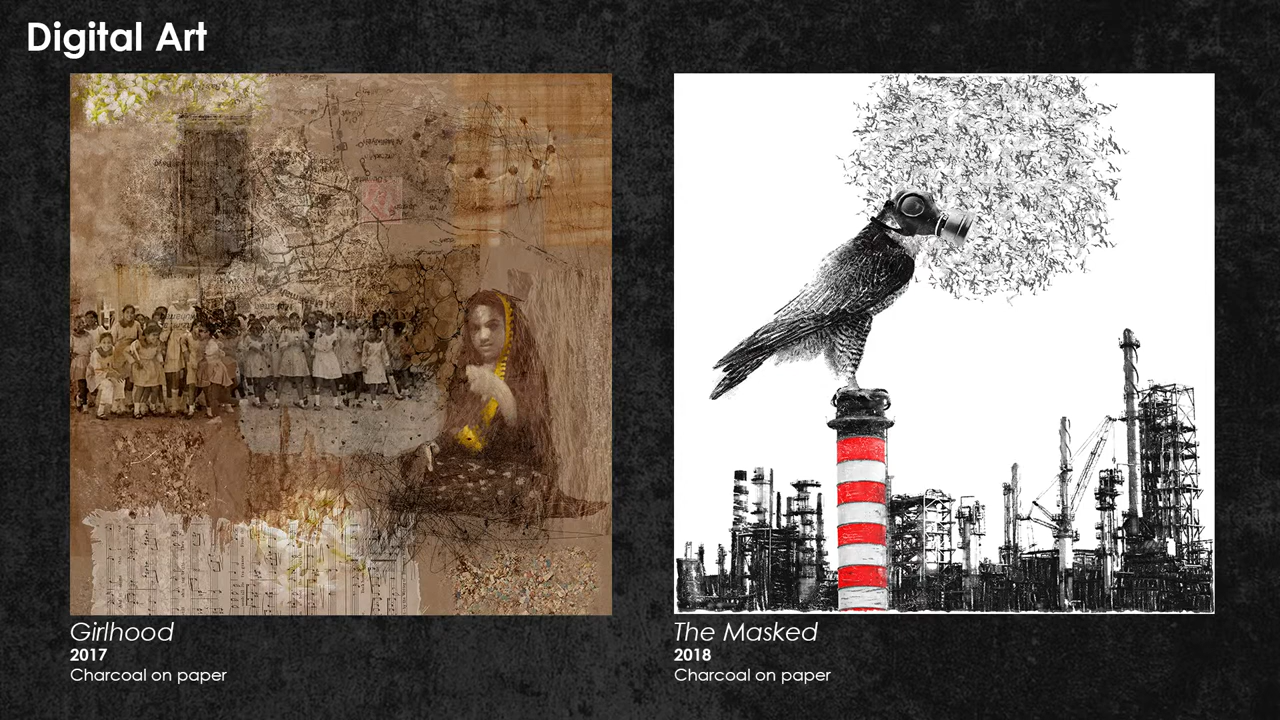 Digital Art
Girlhood
2017
Charcoal on paper
The Masked
2018
Charcoal on paper